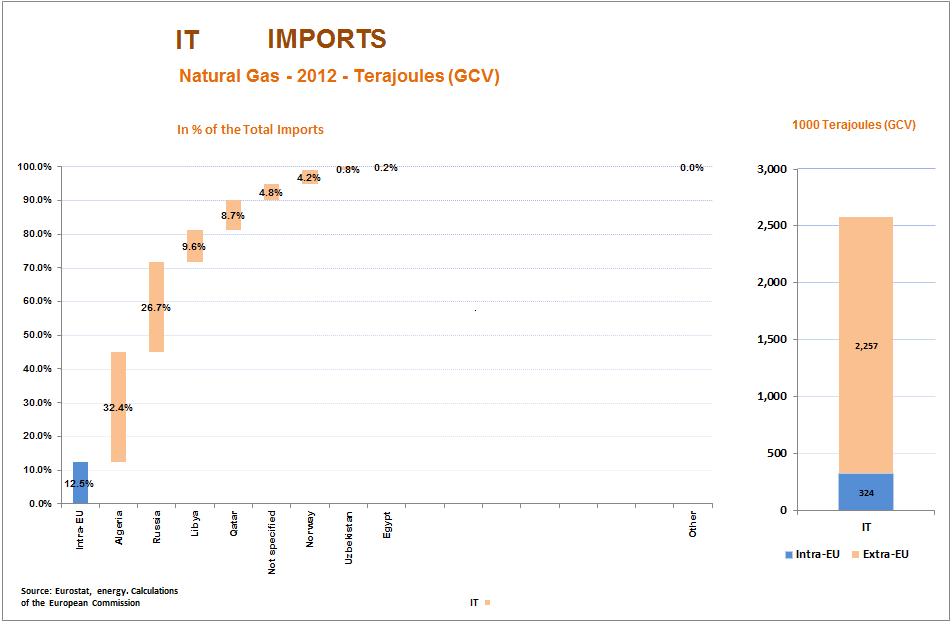 IT IMPORTS
Natural Gas - 2012 - Terajoules (GCV)
In % of the Total Imports
100.0%
90.0%
80.0%
70.0%
60.0%
50.0%
40.0%
30.0%
20.0%
10.0%
0.0%
12.5%
32.4%
26.7%
9.6%
8.7%
4.8%
4.2%
0.8%
0.2%
0.0%
Intra-EU
Algeria
Russia
Libya
Qatar
Not specified
Norway
Uzbekistan
Egypt
Other
IT
1000 Terajoules (GCV)
3,000
2,500
2,000
1,500
1,000
500
0
2,257
324
IT
Intra-EU Extra-EU
Source: Eurostat, energy. Calculations
of the European Commission